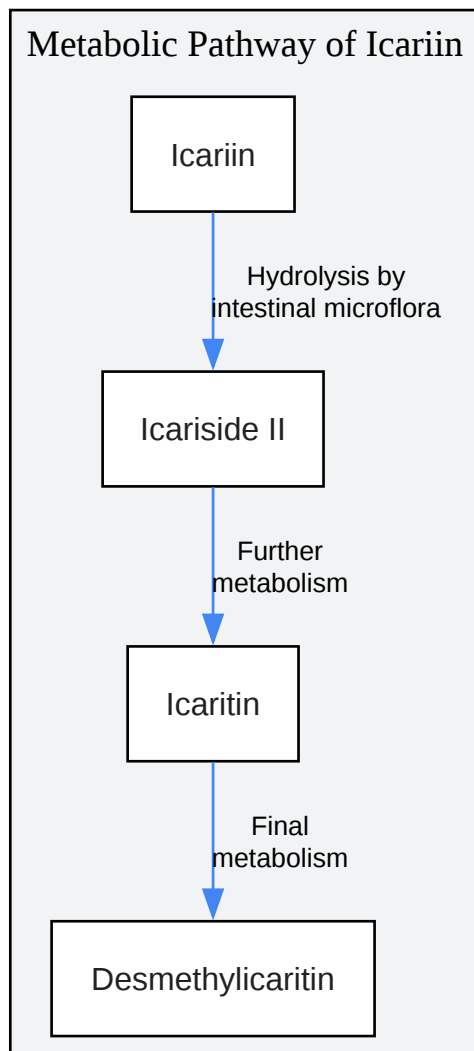 Metabolic Pathway of Icariin
Icariin
Hydrolysis by
intestinal microflora
Icariside II
Further
metabolism
Icaritin
Final
metabolism
Desmethylicaritin